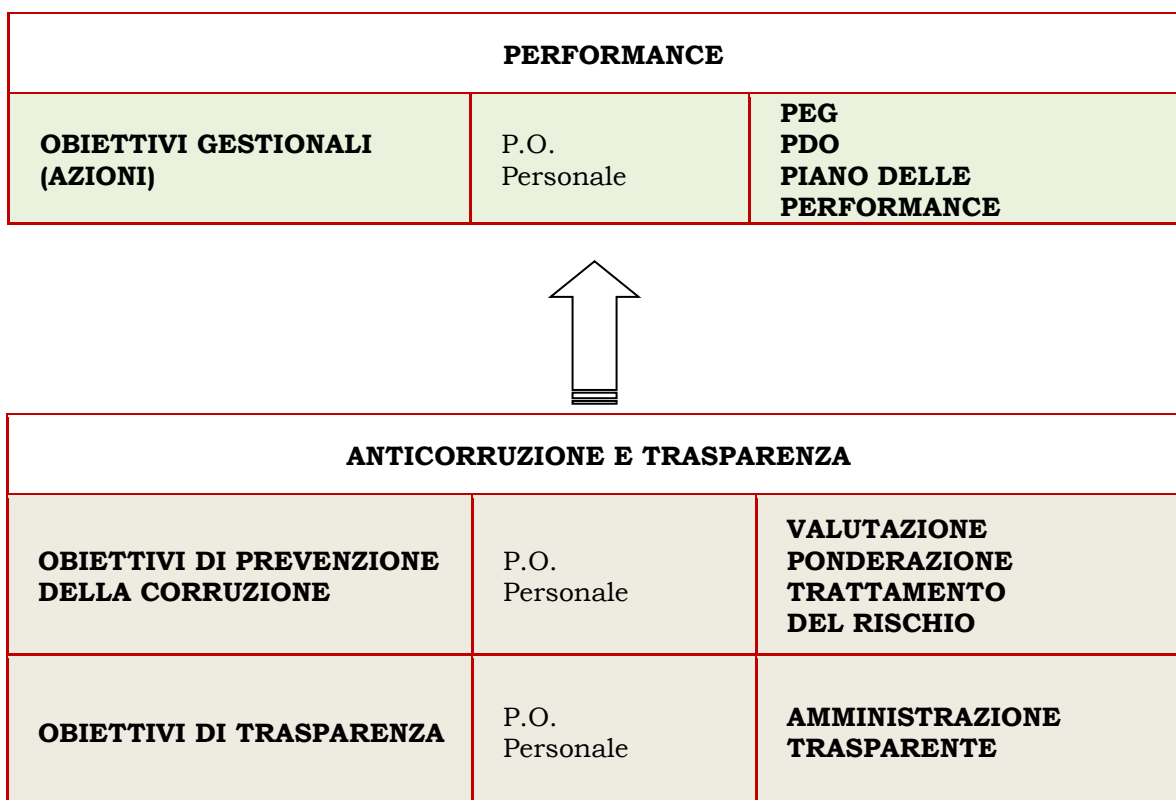 PERFORMANCE
OBIETTIVI GESTIONALI
(AZIONI)
P.O.
Personale
PEG
PDO
PIANO DELLE
PERFORMANCE
ANTICORRUZIONE E TRASPARENZA
OBIETTIVI DI PREVENZIONE
DELLA CORRUZIONE
P.O.
Personale
VALUTAZIONE
PONDERAZIONE
TRATTAMENTO
DEL RISCHIO
OBIETTIVI DI TRASPARENZA
P.O.
Personale
AMMINISTRAZIONE
TRASPARENTE